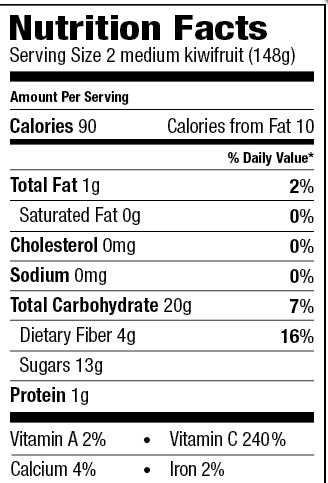 Nutrition Facts
Serving Size 2 medium kiwifruit (148g)
Amount Per Serving
Calories 90 Calories from Fat 10
% Daily Value*
Total Fat 1g 2%
Saturated Fat 0g 0%
Cholesterol 0mg 0%
Sodium 0mg 0%
Total Carbohydrate 20g 7%
Dietary Fiber 4g 16%
Sugars 13g
Protein 1g
Vitamin A 2% • Vitamin C 240%
Calcium 4% • Iron 2%